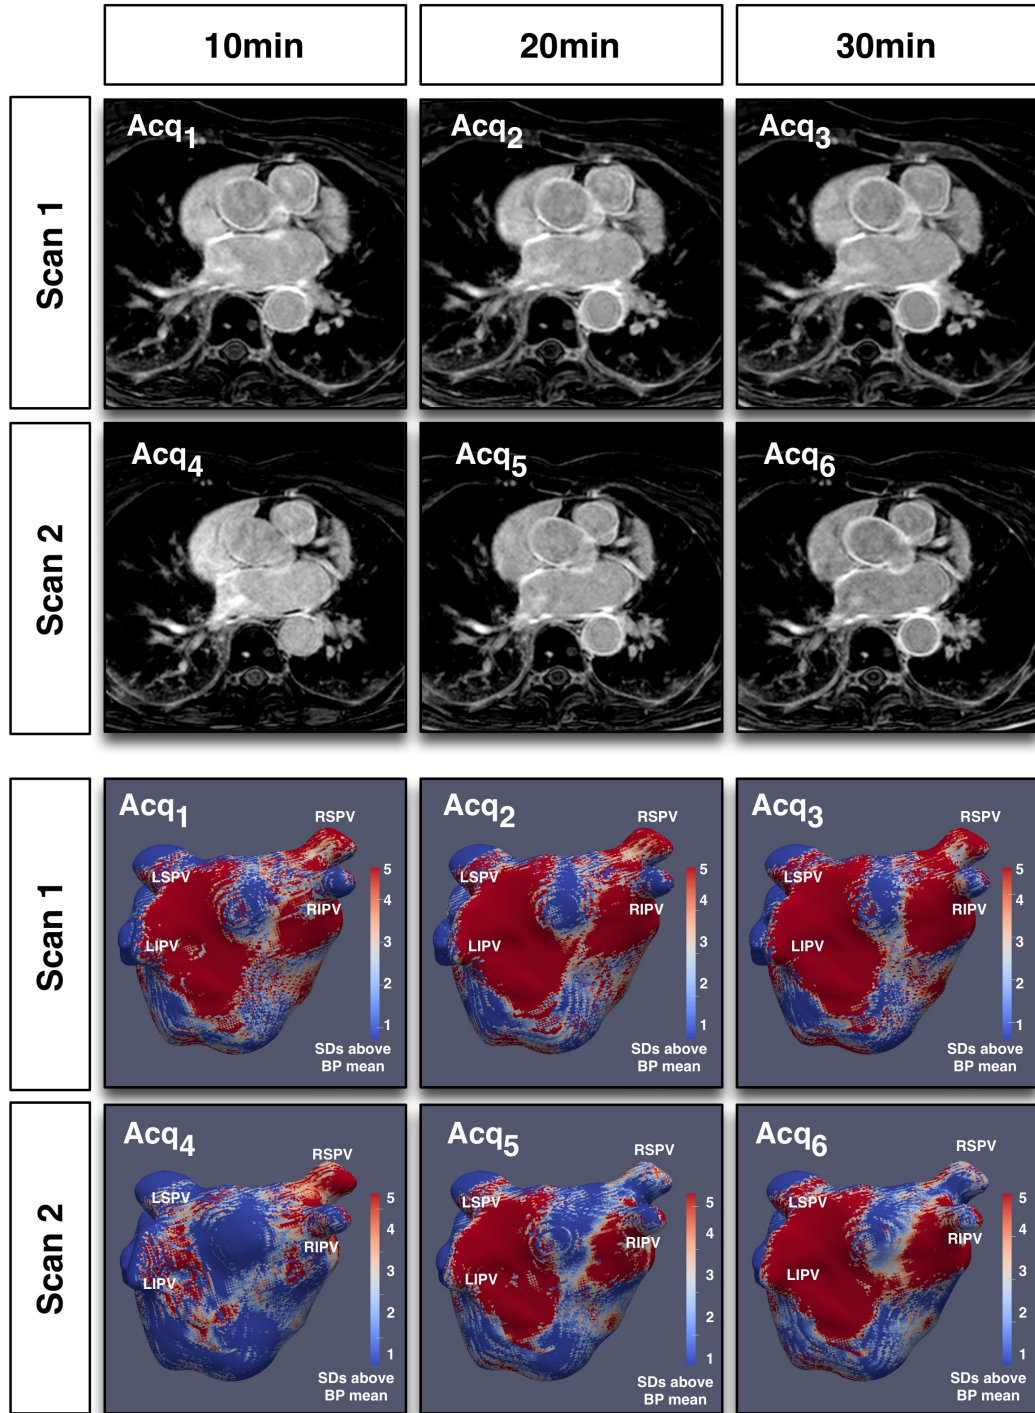 10min
20min
30min
Scan 1
Acq1
Acq2
Acq3
Scan 2
Acq4
Acq5
Acq6
Scan 1
Acq1
RSPV
LSPV
RIPV
LIPV
5
4
3
2
1
SDs above
BP mean
Acq2
RSPV
LSPV
RIPV
LIPV
5
4
3
2
1
SDs above
BP mean
Acq3
RSPV
LSPV
RIPV
LIPV
5
4
3
2
1
SDs above
BP mean
Scan 2
Acq4
RSPV
LSPV
RIPV
LIPV
5
4
3
2
1
SDs above
BP mean
Acq5
RSPV
LSPV
RIPV
LIPV
5
4
3
2
1
SDs above
BP mean
Acq6
RSPV
LSPV
RIPV
LIPV
5
4
3
2
1
SDs above
BP mean